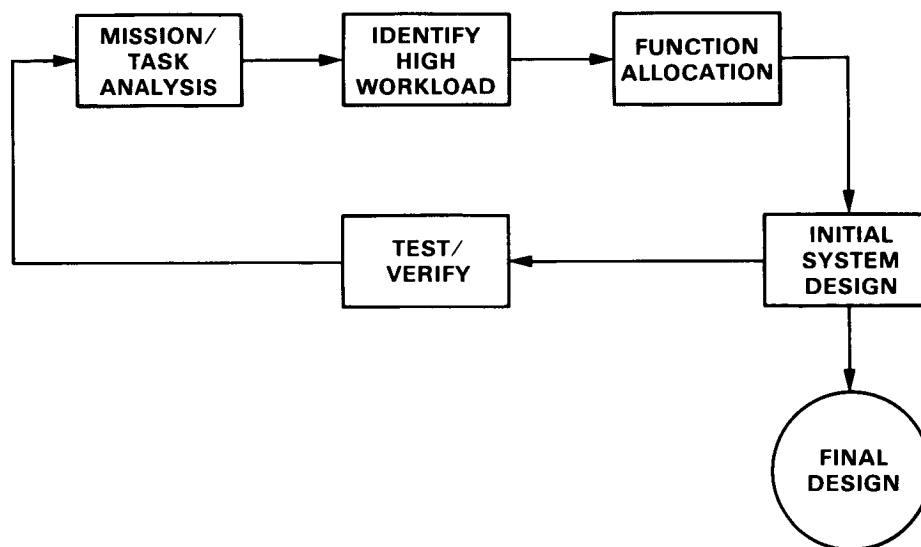 MISSION/
TASK
ANALYSIS
IDENTIFY
HIGH
WORKLOAD
FUNCTION
ALLOCATION
TEST/
VERIFY
INITIAL
SYSTEM
DESIGN
FINAL
DESIGN